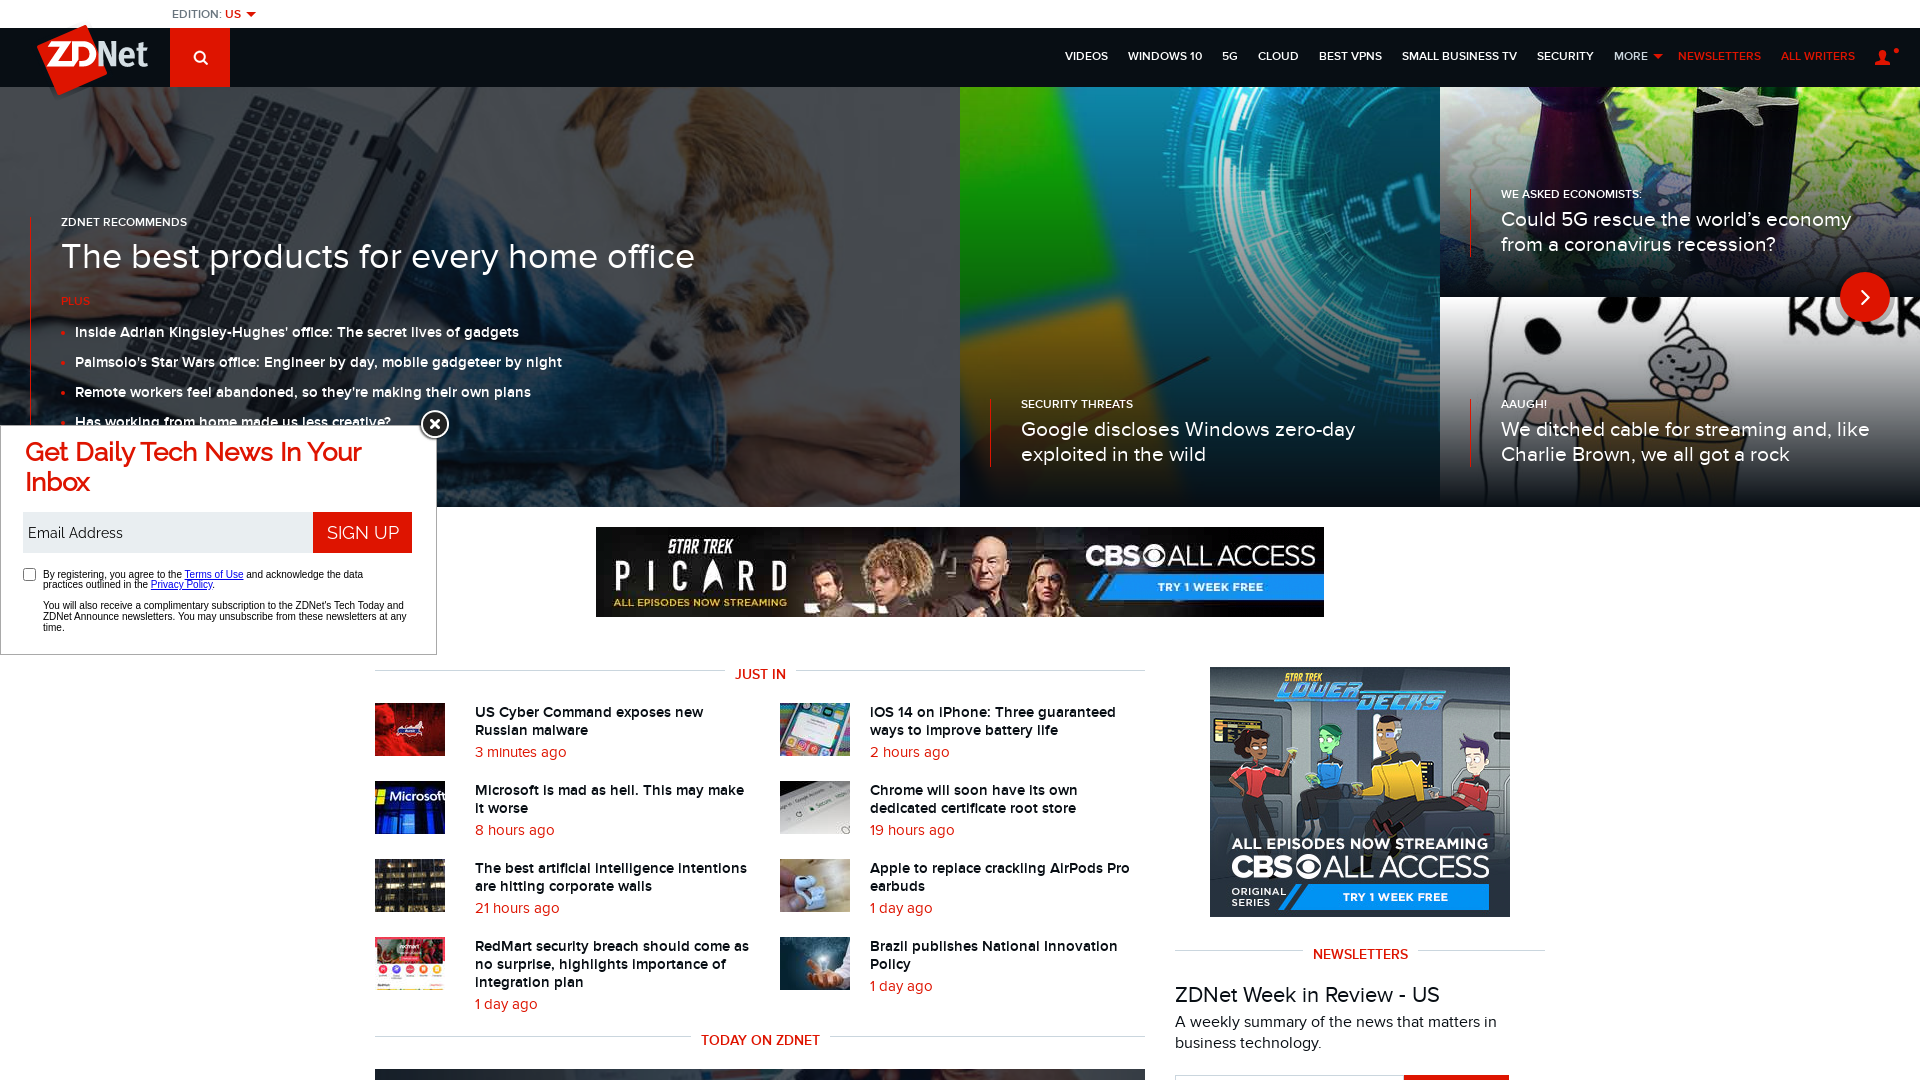 EDITION: US
ZDNet
VIDEOS WINDOWS 10 5G CLOUD BEST VPNS SMALL BUSINESS TV SECURITY MORE NEWSLETTERS ALL WRITERS
ZDNET RECOMMENDS
The best products for every home office
PLUS
Inside Adrian Kingsley-Hughes' office: The secret lives of gadgets
Palmsolo's Star Wars office: Engineer by day, mobile gadgeteer by night
Remote workers feel abandoned, so they're making their own plans
Has working from home made us less creative?
secu
SECURITY THREATS
Google discloses Windows zero-day
exploited in the wild
WE ASKED ECONOMISTS:
Could 5G rescue the world’s economy
from a coronavirus recession?
ROCK
AAUGH!
We ditched cable for streaming and, like
Charlie Brown, we all got a rock
Get Daily Tech News In Your
Inbox
Email Address
SIGN UP
By registering, you agree to the Terms of Use and acknowledge the data
practices outlined in the Privacy Policy.
You will also receive a complimentary subscription to the ZDNet's Tech Today and
ZDNet Announce newsletters. You may unsubscribe from these newsletters at any
time.
STAR TREK
PICARD
ALL EPISODES NOW STREAMING
CBS ALL ACCESS
TRY 1 WEEK FREE
JUST IN
US Cyber Command exposes new
Russian malware
3 minutes ago
iOS 14 on iPhone: Three guaranteed
ways to improve battery life
2 hours ago
Microsoft
Microsoft is mad as hell. This may make
it worse
8 hours ago
Chrome will soon have its own
dedicated certificate root store
19 hours ago
The best artificial intelligence intentions
are hitting corporate walls
21 hours ago
Apple to replace crackling AirPods Pro
earbuds
1 day ago
RedMart security breach should come as
no surprise, highlights importance of
integration plan
1 day ago
Brazil publishes National Innovation
Policy
1 day ago
TODAY ON ZDNET
STAR TREK
LOWER DECKS
ALL EPISODES NOW STREAMING
CBS ALL ACCESS
ORIGINAL
SERIES
TRY 1 WEEK FREE
NEWSLETTERS
ZDNet Week in Review - US
A weekly summary of the news that matters in
business technology.